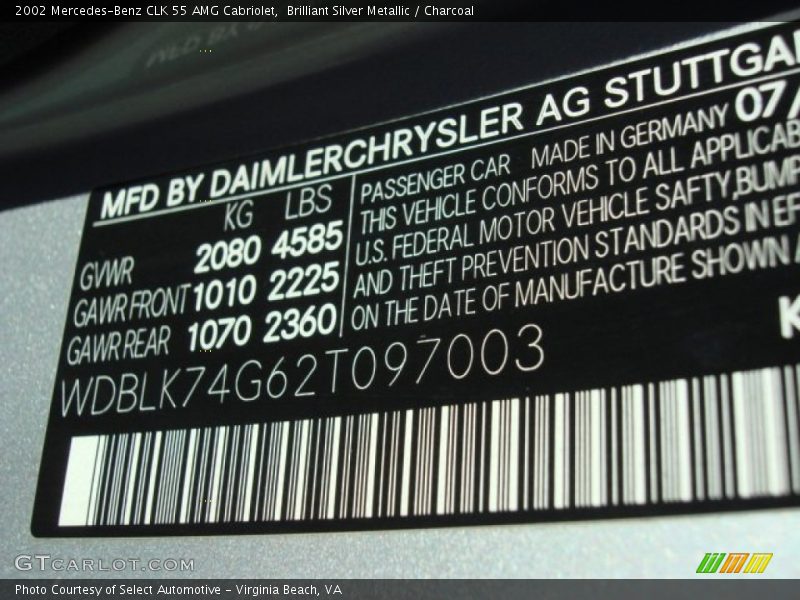 2002 Mercedes-Benz CLK 55 AMG Cabriolet,  Brilliant Silver Metallic / Charcoal
MFD BY DAIMLERCHRYSLER AG STUTTGA
07/
KG LBS
GVWR 2080 4585
GAWR FRONT 1010 2225
GAWR REAR 1070 2360
PASSENGER CAR MADE IN GERMANY
THIS VEHICLE CONFORMS TO ALL APPLICAB
U.S. FEDERAL MOTOR VEHICLE SAFTY,BUMP
AND THEFT PREVENTION STANDARDS IN EF
ON THE DATE OF MANUFACTURE SHOWN
WDBLK74G62T097003
GTCARLOT.COM
Photo Courtesy of Select Automotive - Virginia Beach, VA